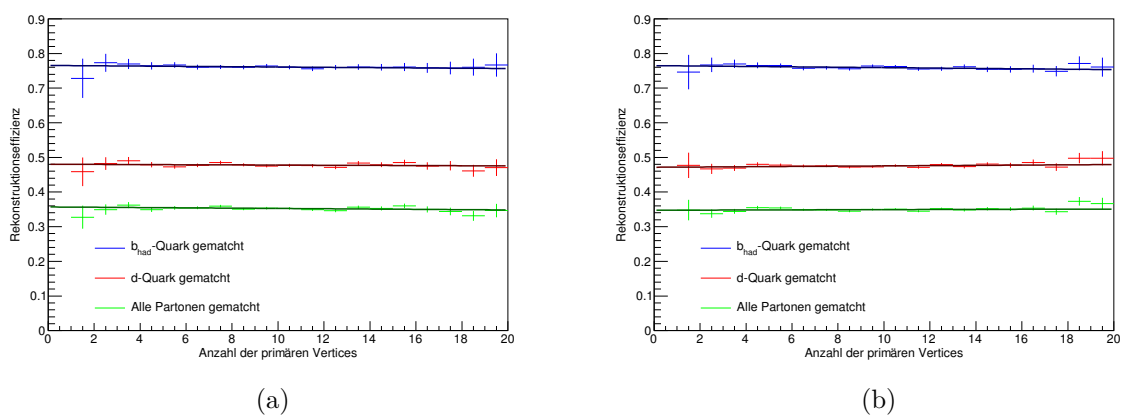 Rekonstruktionseffizienz
0.9
0.8
0.7
0.6
0.5
0.4
0.3
0.2
0.1
0
b_had-Quark gematcht
d-Quark gematcht
Alle Partonen gematcht
0 2 4 6 8 10 12 14 16 18 20
Anzahl der primären Vertices
(a)
Rekonstruktionseffizienz
0.9
0.8
0.7
0.6
0.5
0.4
0.3
0.2
0.1
0
b_had-Quark gematcht
d-Quark gematcht
Alle Partonen gematcht
0 2 4 6 8 10 12 14 16 18 20
Anzahl der primären Vertices
(b)